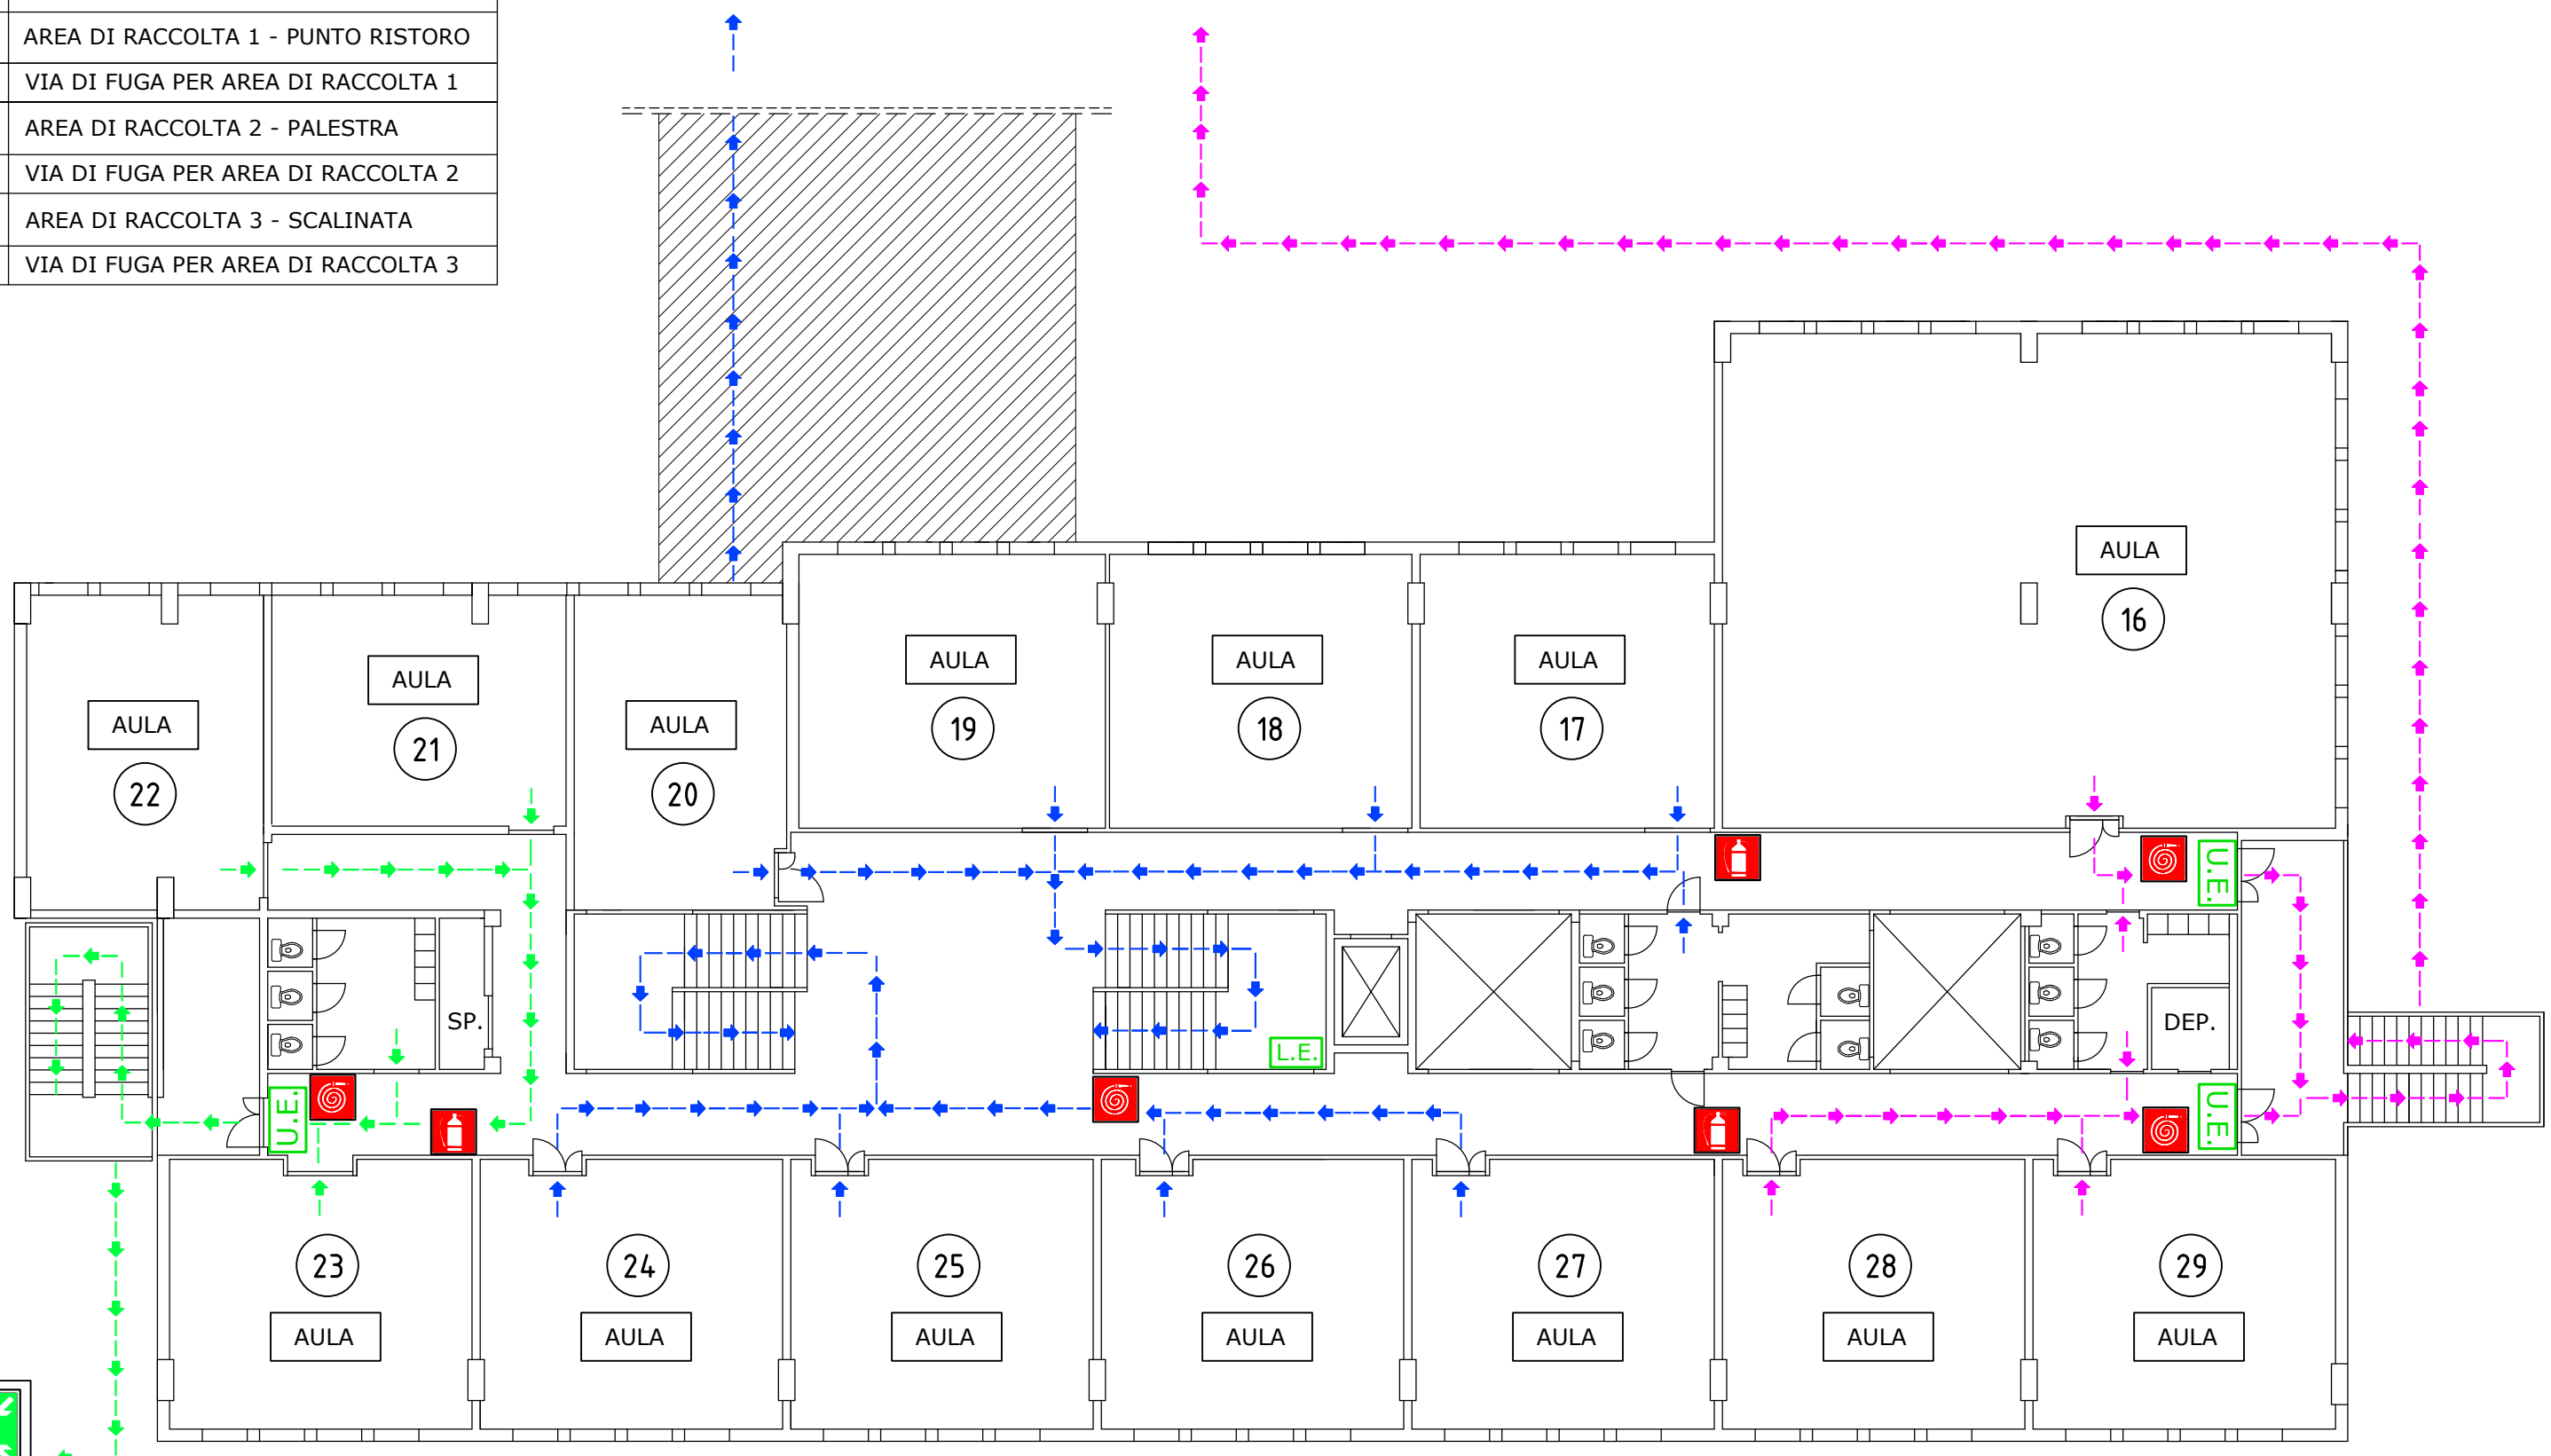 AREA DI RACCOLTA 1 - PUNTO RISTORO
VIA DI FUGA PER AREA DI RACCOLTA 1
AREA DI RACCOLTA 2 - PALESTRA
VIA DI FUGA PER AREA DI RACCOLTA 2
AREA DI RACCOLTA 3 - SCALINATA
VIA DI FUGA PER AREA DI RACCOLTA 3
AULA
16
AULA
19
AULA
18
AULA
17
AULA
21
AULA
22
AULA
20
U.E.
SP.
DEP.
L.E.
U.E.
U.E.
23
AULA
24
AULA
25
AULA
26
AULA
27
AULA
28
AULA
29
AULA